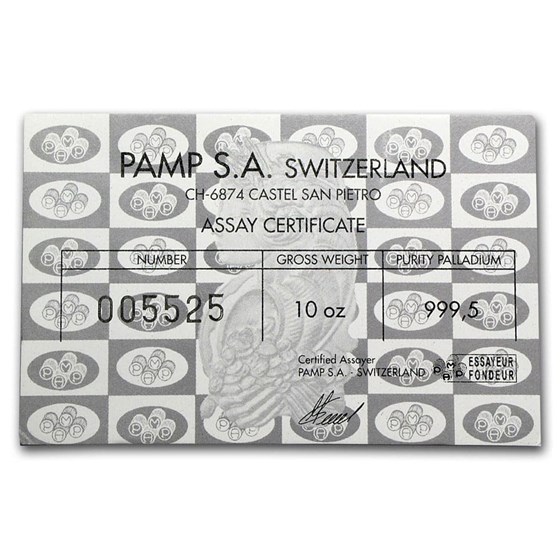 PAMP S.A. SWITZERLAND
CH-6874 CASTEL SAN PIETRO
ASSAY CERTIFICATE
NUMBER GROSS WEIGHT PURITY PALLADIUM
005525 10 oz 999,5
Certified Assayer
PAMP S.A. - SWITZERLAND PAMP ESSAYEUR
FONDEUR